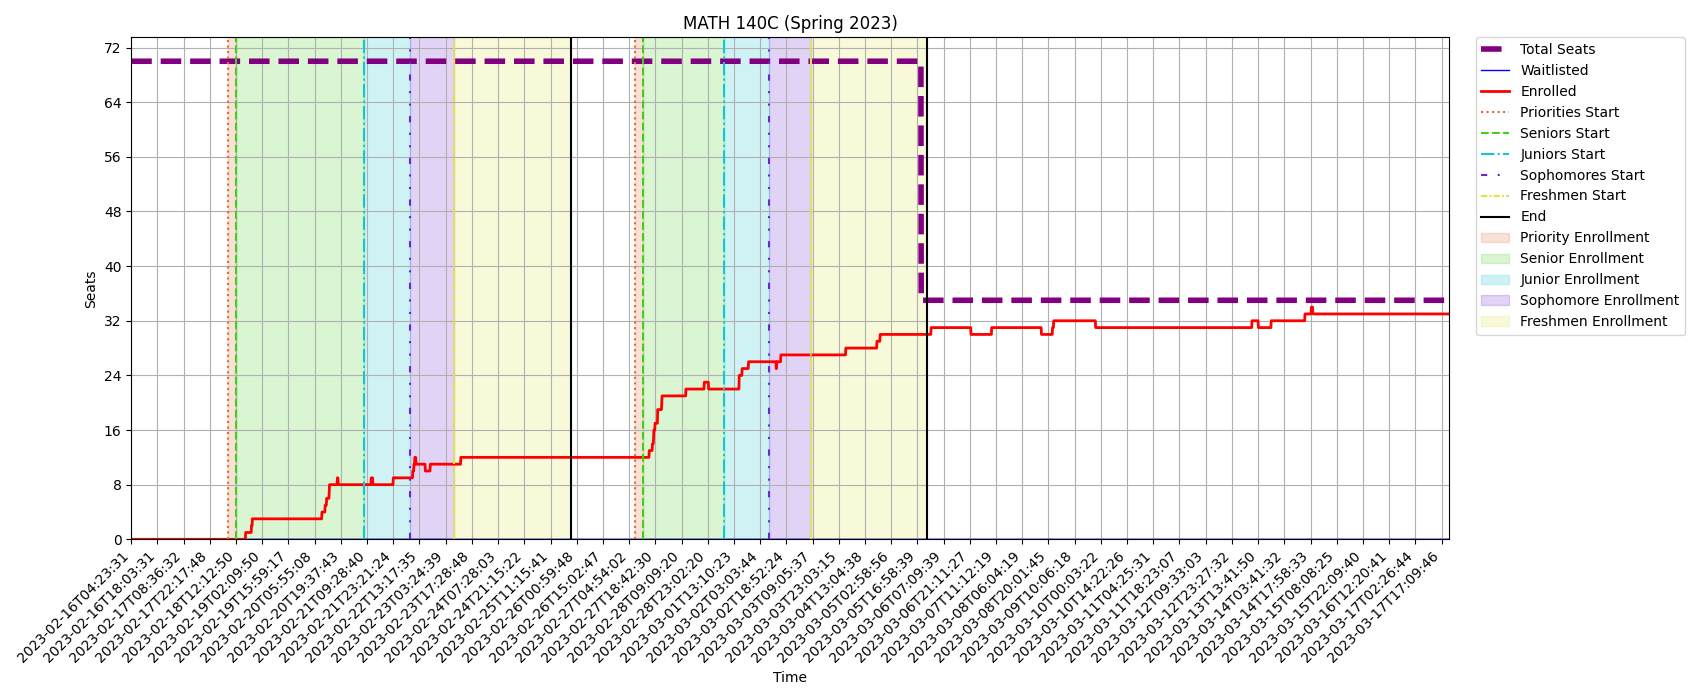 MATH 140C (Spring 2023)
Seats
72
64
56
48
40
32
24
16
8
0
2023-02-16T04:23:31
2023-02-16T18:03:31
2023-02-17T08:36:32
2023-02-17T22:17:48
2023-02-18T12:12:50
2023-02-19T02:09:50
2023-02-19T15:59:17
2023-02-20T05:55:08
2023-02-20T19:37:43
2023-02-21T09:28:40
2023-02-21T23:21:24
2023-02-22T13:17:35
2023-02-23T03:24:39
2023-02-23T17:28:48
2023-02-24T07:28:03
2023-02-24T21:15:22
2023-02-25T11:15:41
2023-02-26T00:59:48
2023-02-26T15:02:47
2023-02-27T04:54:02
2023-02-27T18:42:30
2023-02-28T09:09:20
2023-02-28T23:02:20
2023-03-01T13:10:23
2023-03-02T03:03:44
2023-03-02T18:52:24
2023-03-03T09:05:37
2023-03-03T23:03:15
2023-03-04T13:04:38
2023-03-05T02:58:56
2023-03-05T16:58:39
2023-03-06T07:09:39
2023-03-06T21:11:27
2023-03-07T11:12:19
2023-03-08T06:04:19
2023-03-08T20:01:45
2023-03-09T10:06:18
2023-03-10T00:03:22
2023-03-10T14:22:26
2023-03-11T04:25:31
2023-03-11T18:23:07
2023-03-12T09:33:03
2023-03-12T23:27:32
2023-03-13T13:41:50
2023-03-14T03:41:32
2023-03-14T17:58:33
2023-03-15T08:08:25
2023-03-15T22:09:40
2023-03-16T12:20:41
2023-03-17T02:26:44
2023-03-17T17:09:46
Time
Total Seats
Waitlisted
Enrolled
Priorities Start
Seniors Start
Juniors Start
Sophomores Start
Freshmen Start
End
Priority Enrollment
Senior Enrollment
Junior Enrollment
Sophomore Enrollment
Freshmen Enrollment